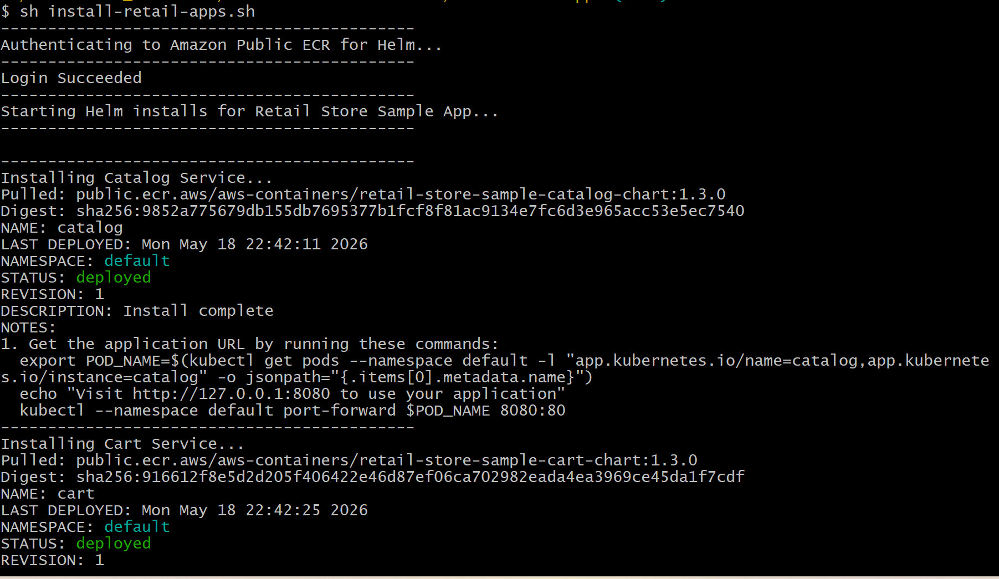 $ sh install-retail-apps.sh
--------------------------------------------
Authenticating to Amazon Public ECR for Helm...
--------------------------------------------
Login Succeeded
--------------------------------------------
Starting Helm installs for Retail Store Sample App...
--------------------------------------------
--------------------------------------------
Installing Catalog Service...
Pulled: public.ecr.aws/aws-containers/retail-store-sample-catalog-chart:1.3.0
Digest: sha256:9852a775679db155db7695377b1fcf8f81ac9134e7fc6d3e965acc53e5ec7540
NAME: catalog
LAST DEPLOYED: Mon May 18 22:42:11 2026
NAMESPACE: default
STATUS: deployed
REVISION: 1
DESCRIPTION: Install complete
NOTES:
1. Get the application URL by running these commands:
  export POD_NAME=$(kubectl get pods --namespace default -l "app.kubernetes.io/name=catalog,app.kubernete
s.io/instance=catalog" -o jsonpath="{.items[0].metadata.name}")
  echo "Visit http://127.0.0.1:8080 to use your application"
  kubectl --namespace default port-forward $POD_NAME 8080:80
--------------------------------------------
Installing Cart Service...
Pulled: public.ecr.aws/aws-containers/retail-store-sample-cart-chart:1.3.0
Digest: sha256:916612f8e5d2d205f406422e46d87ef06ca702982eada4ea3969ce45da1f7cdf
NAME: cart
LAST DEPLOYED: Mon May 18 22:42:25 2026
NAMESPACE: default
STATUS: deployed
REVISION: 1